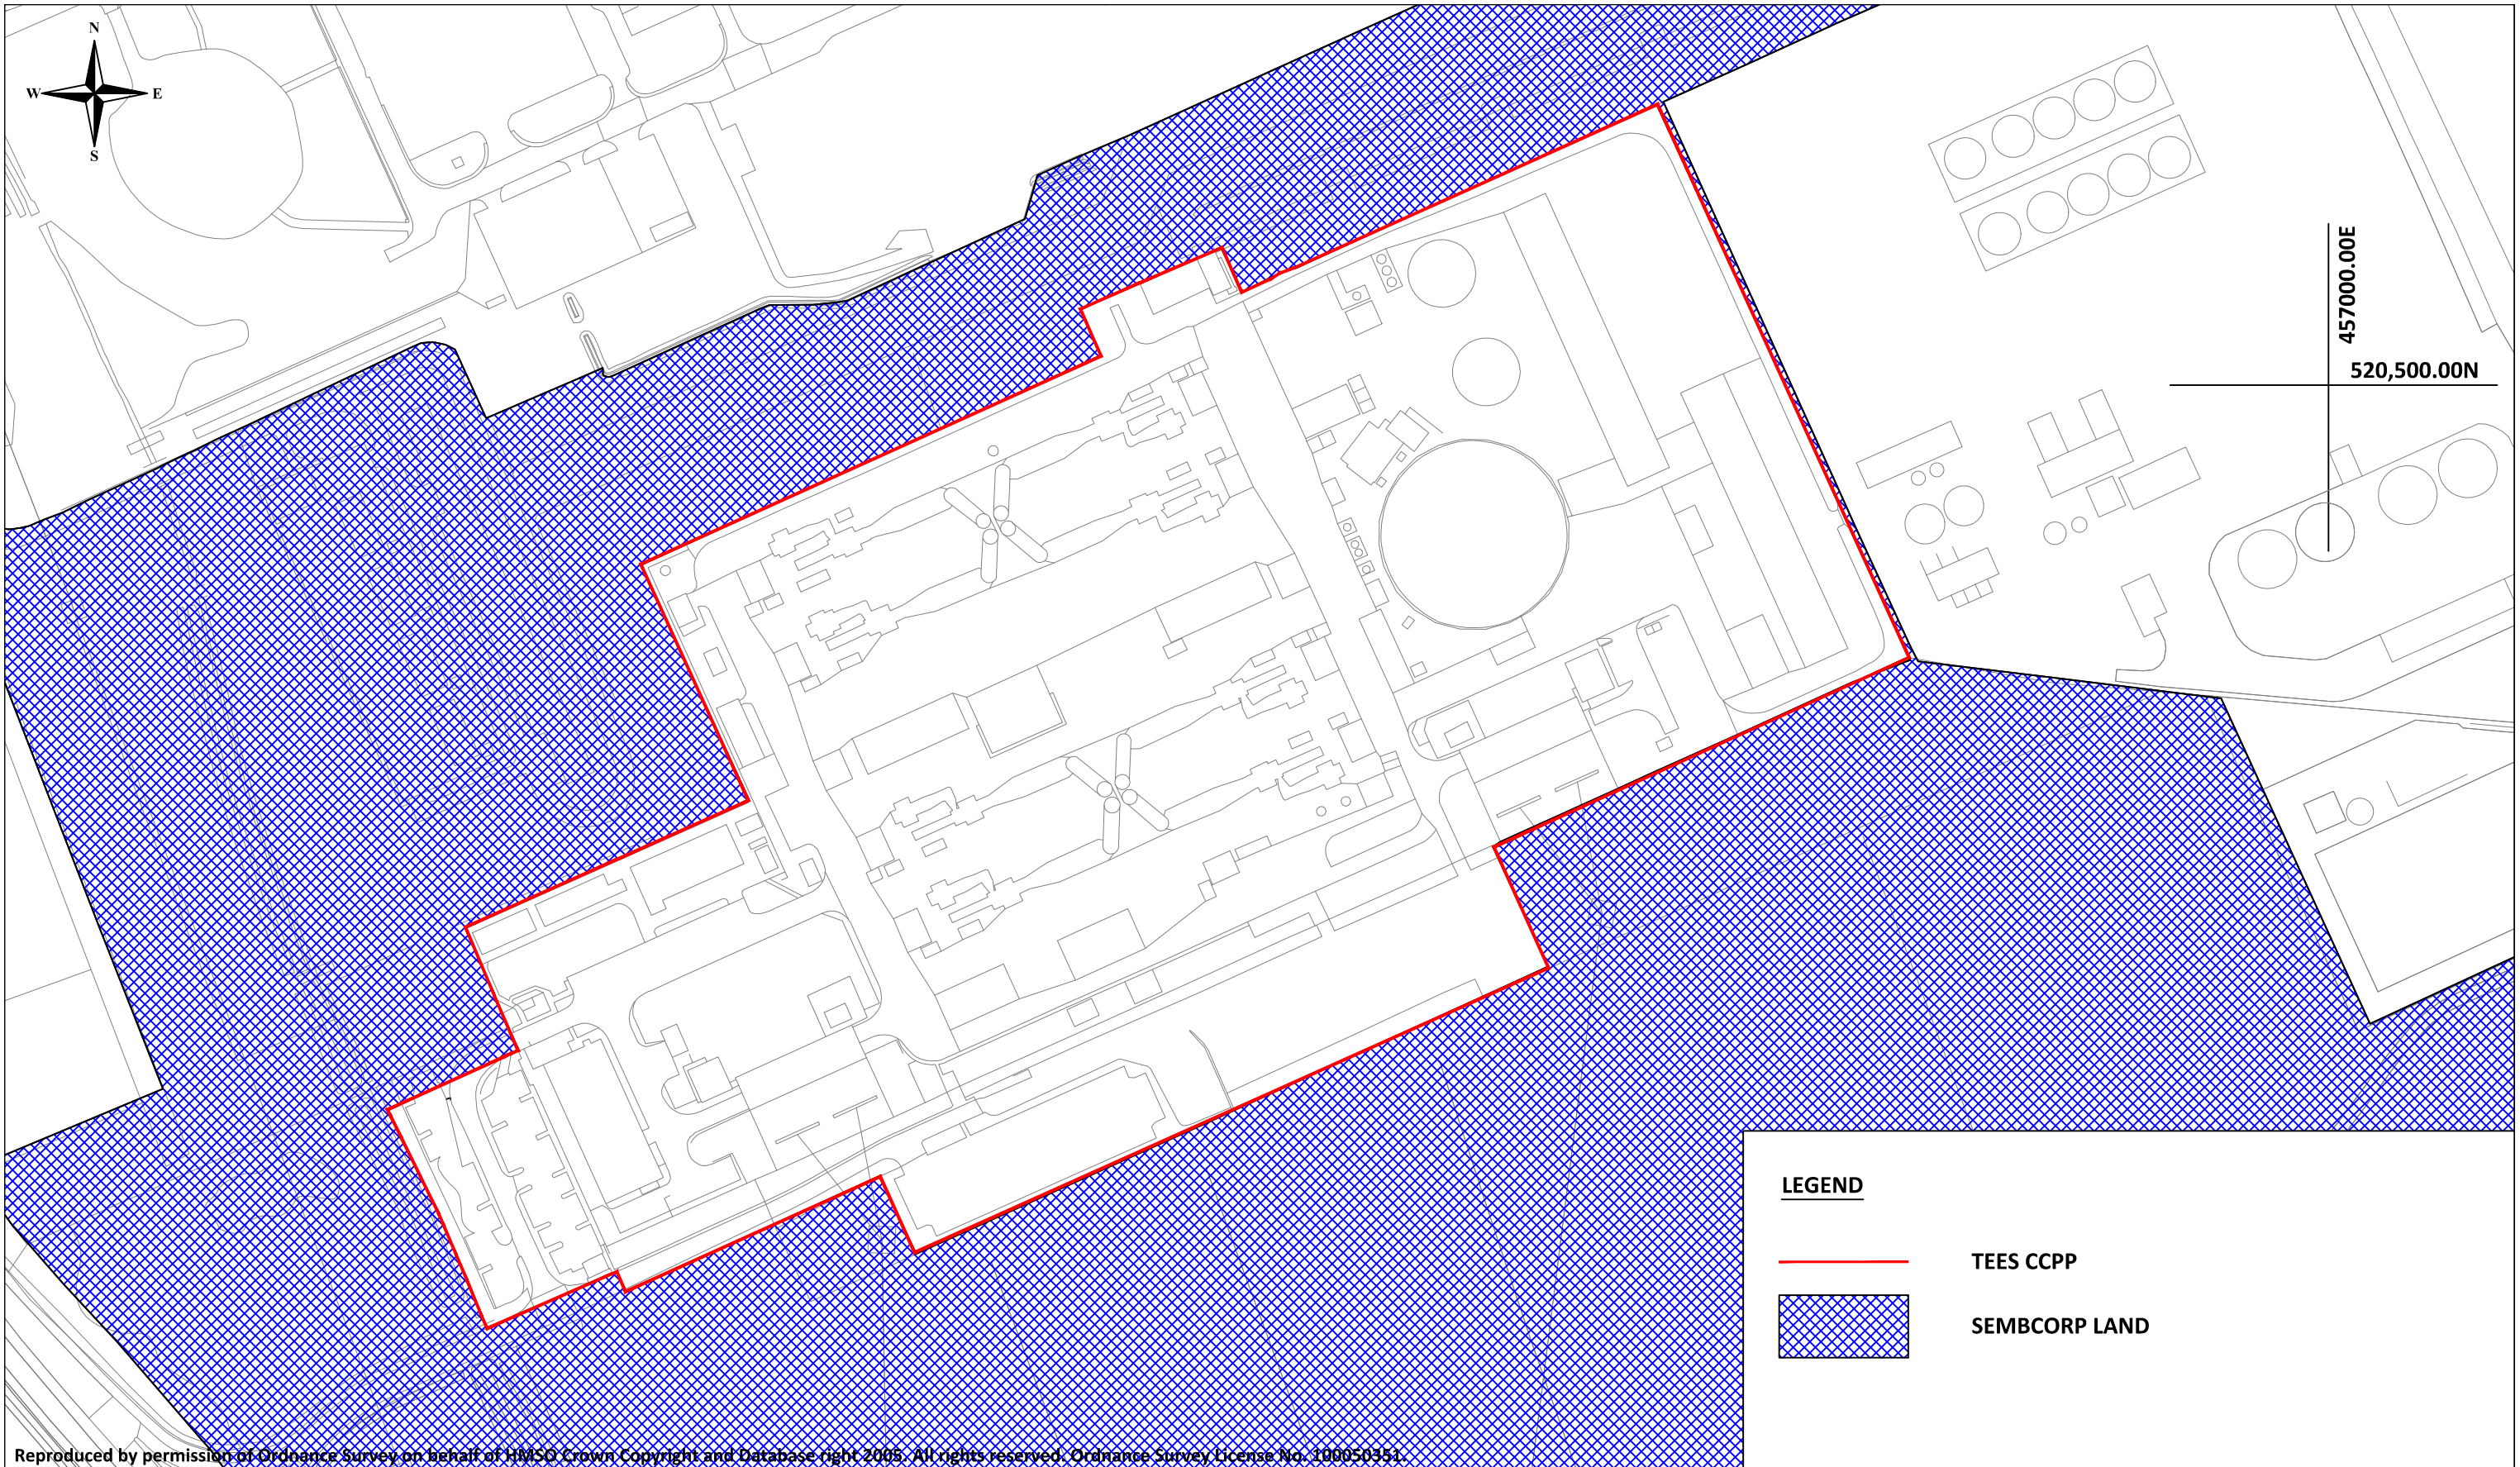 N
W E
S
457000.00E
520,500.00N
LEGEND
TEES CCPP
SEMBCORP LAND
Reproduced by permission of Ordnance Survey on behalf of HMSO Crown Copyright and Database right 2005. All rights reserved. Ordnance Survey License No. 100050351.